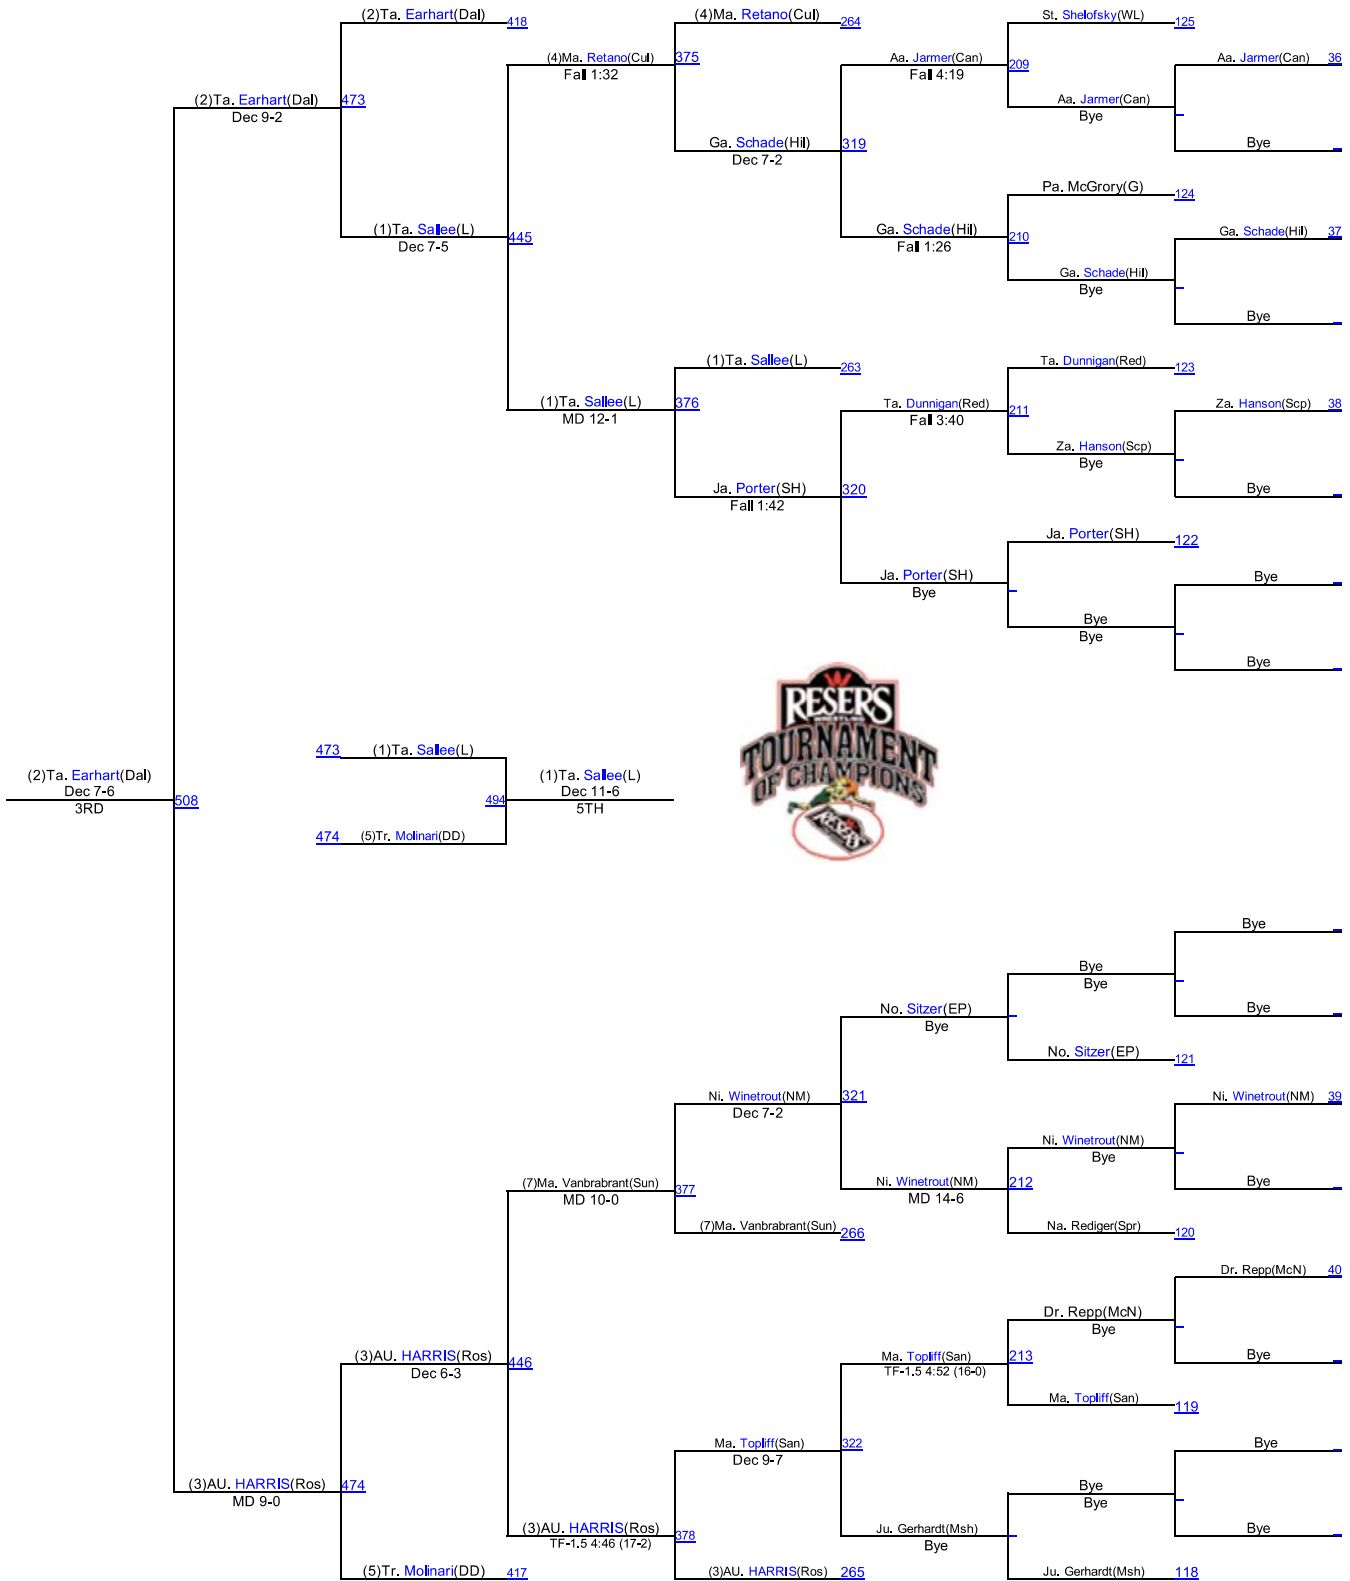 (2)Ta. Earhart(Dal) 418
(4)Ma. Retano(Cul) 264
St. Shelofsky(WL) 125
(4)Ma. Retano(Cul) 375
Fall 1:32
Aa. Jarmer(Can) 209
Fall 4:19
Aa. Jarmer(Can) 36
(2)Ta. Earhart(Dal) 473
Dec 9-2
Aa. Jarmer(Can)
Bye
Ga. Schade(Hil) 319
Dec 7-2
Bye
Pa. McGrory(G) 124
(1)Ta. Sallee(L) 445
Dec 7-5
Ga. Schade(Hil) 210
Fall 1:26
Ga. Schade(Hil) 37
Ga. Schade(Hil)
Bye
Bye
(1)Ta. Sallee(L) 263
Ta. Dunnigan(Red) 123
(1)Ta. Sallee(L) 376
MD 12-1
Ta. Dunnigan(Red) 211
Fall 3:40
Za. Hanson(Scp) 38
Za. Hanson(Scp)
Bye
Ja. Porter(SH) 320
Fall 1:42
Bye
Ja. Porter(SH) 122
Ja. Porter(SH)
Bye
Bye
Bye
Bye
Bye
RESER'S
WRESTLING
TOURNAMENT
OF CHAMPIONS
RESER'S
473 (1)Ta. Sallee(L)
(2)Ta. Earhart(Dal)
Dec 7-6
3RD
508
494
(1)Ta. Sallee(L)
Dec 11-6
5TH
474 (5)Tr. Molinari(DD)
Bye
Bye
Bye
No. Sitzer(EP)
Bye
Bye
No. Sitzer(EP) 121
Ni. Winetrout(NM) 321
Dec 7-2
Ni. Winetrout(NM) 39
Ni. Winetrout(NM)
Bye
(7)Ma. Vanbrabrant(Sun) 377
MD 10-0
Ni. Winetrout(NM) 212
MD 14-6
Bye
(7)Ma. Vanbrabrant(Sun) 266
Na. Rediger(Spr) 120
Dr. Repp(McN) 40
Dr. Repp(McN)
Bye
(3)AU. HARRIS(Ros) 446
Dec 6-3
Ma. Topliff(San) 213
TF-1.5 4:52 (16-0)
Bye
Ma. Topliff(San) 119
Ma. Topliff(San) 322
Dec 9-7
Bye
(3)AU. HARRIS(Ros) 474
MD 9-0
Bye
Bye
(3)AU. HARRIS(Ros) 378
TF-1.5 4:46 (17-2)
Ju. Gerhardt(Msh)
Bye
Bye
(5)Tr. Molinari(DD) 417
(3)AU. HARRIS(Ros) 265
Ju. Gerhardt(Msh) 118